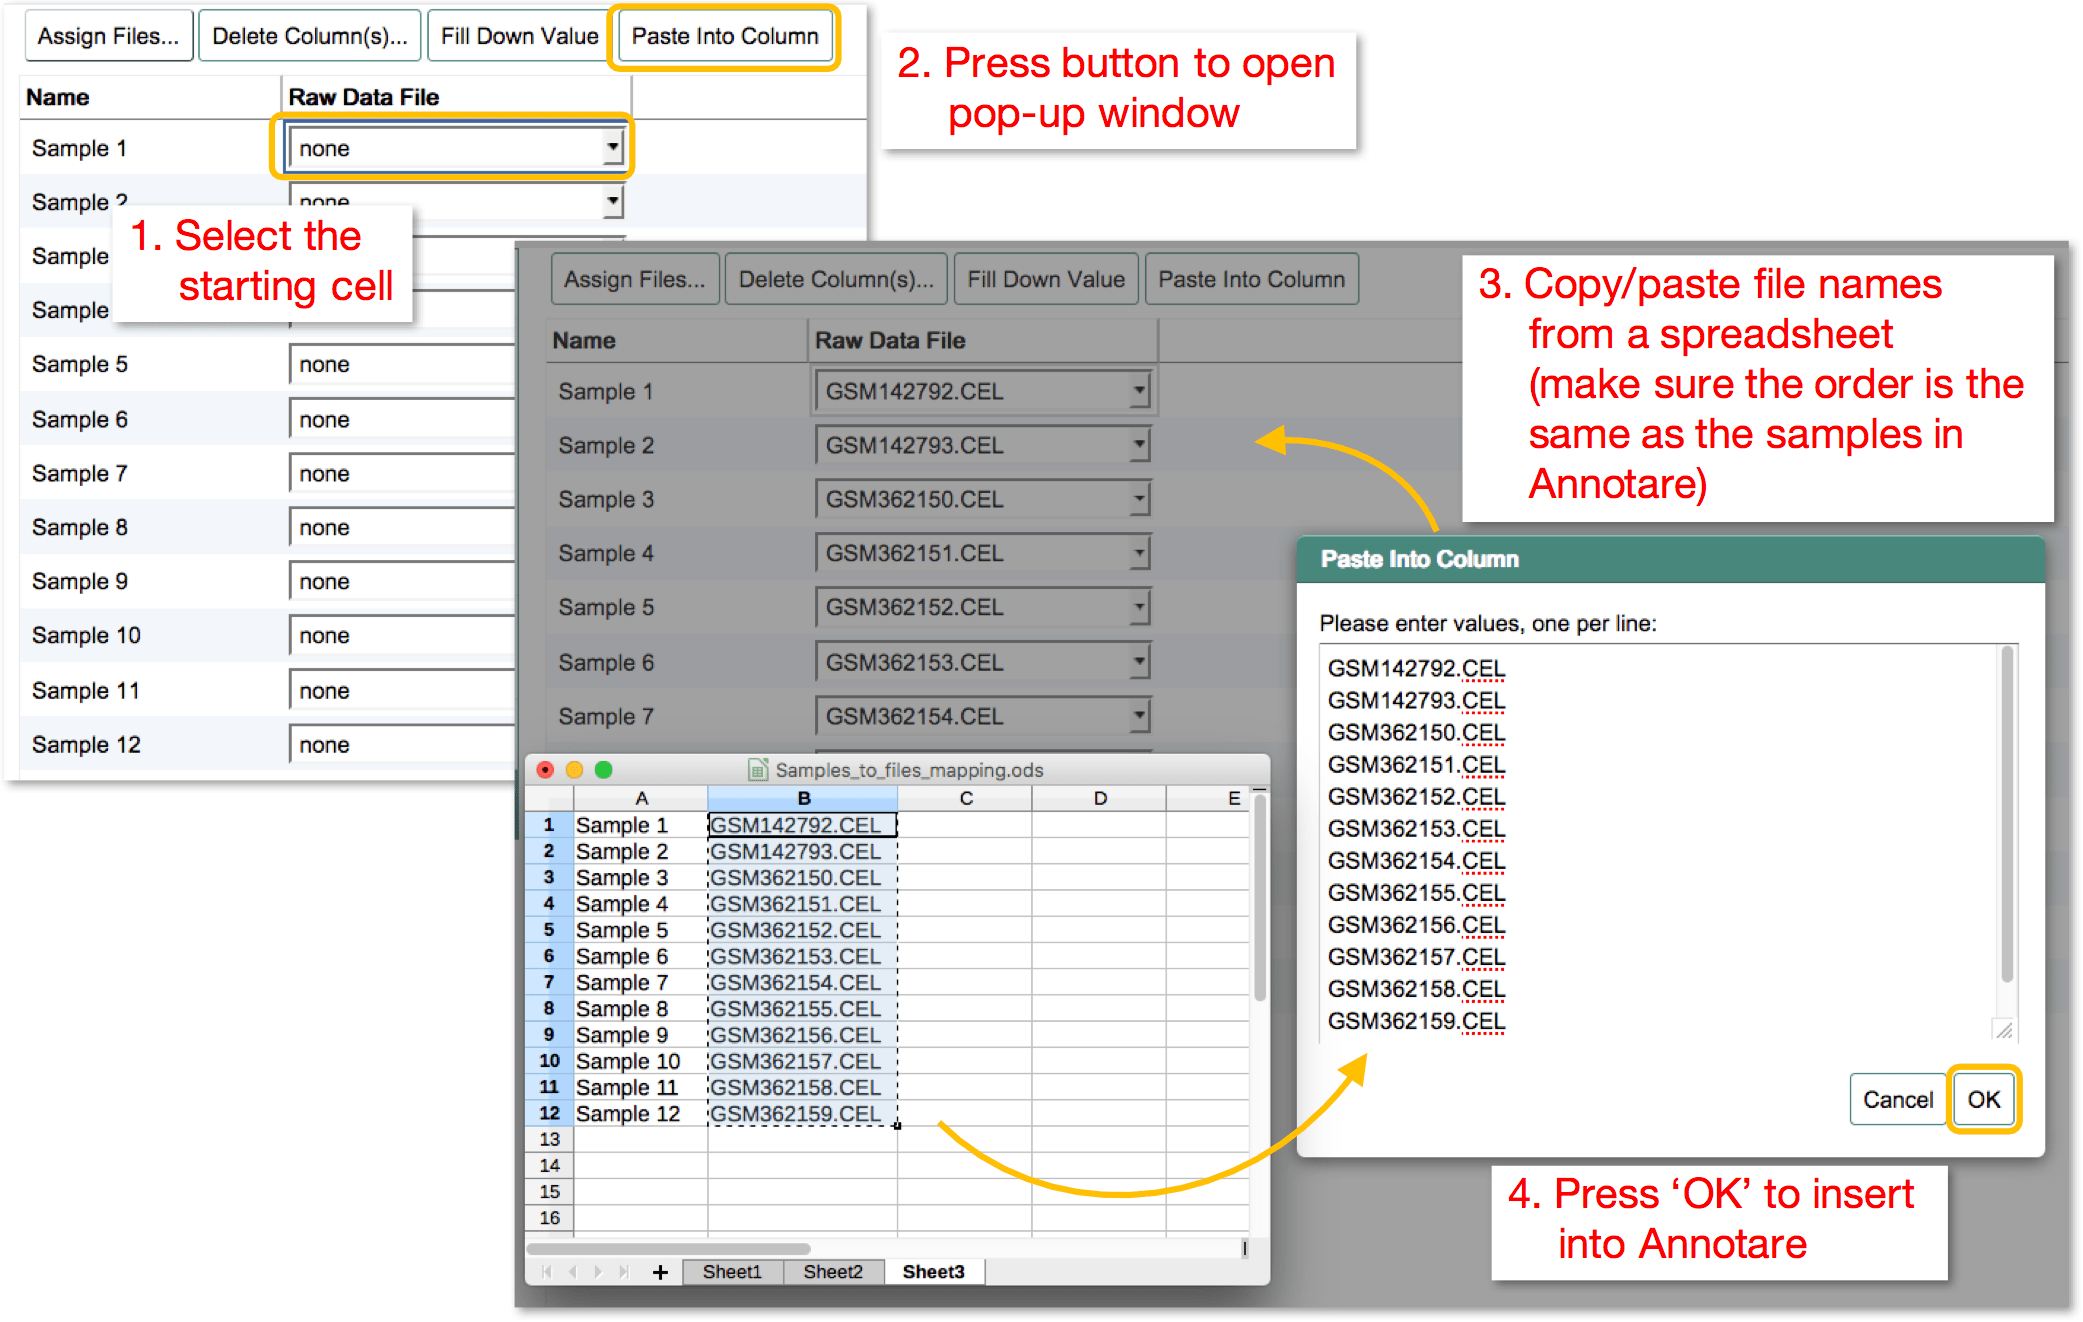 Assign Files... Delete Column(s)... Fill Down Value Paste Into Column
Name Raw Data File
Sample 1 none
Sample 2 none
Sample
Sample
Sample 5 none
Sample 6 none
Sample 7 none
Sample 8 none
Sample 9 none
Sample 10 none
Sample 11 none
Sample 12 none
1. Select the
starting cell
2. Press button to open
pop-up window
Assign Files... Delete Column(s)... Fill Down Value Paste Into Column
Name Raw Data File
Sample 1 GSM142792.CEL
Sample 2 GSM142793.CEL
Sample 3 GSM362150.CEL
Sample 4 GSM362151.CEL
Sample 5 GSM362152.CEL
Sample 6 GSM362153.CEL
Sample 7 GSM362154.CEL
3. Copy/paste file names
from a spreadsheet
(make sure the order is the
same as the samples in
Annotare)
Samples_to_files_mapping.ods
A B C D E
1 Sample 1 GSM142792.CEL
2 Sample 2 GSM142793.CEL
3 Sample 3 GSM362150.CEL
4 Sample 4 GSM362151.CEL
5 Sample 5 GSM362152.CEL
6 Sample 6 GSM362153.CEL
7 Sample 7 GSM362154.CEL
8 Sample 8 GSM362155.CEL
9 Sample 9 GSM362156.CEL
10 Sample 10 GSM362157.CEL
11 Sample 11 GSM362158.CEL
12 Sample 12 GSM362159.CEL
13
14
15
16
+ Sheet1 Sheet2 Sheet3
Paste Into Column
Please enter values, one per line:
GSM142792.CEL
GSM142793.CEL
GSM362150.CEL
GSM362151.CEL
GSM362152.CEL
GSM362153.CEL
GSM362154.CEL
GSM362155.CEL
GSM362156.CEL
GSM362157.CEL
GSM362158.CEL
GSM362159.CEL
Cancel OK
4. Press ‘OK’ to insert
into Annotare